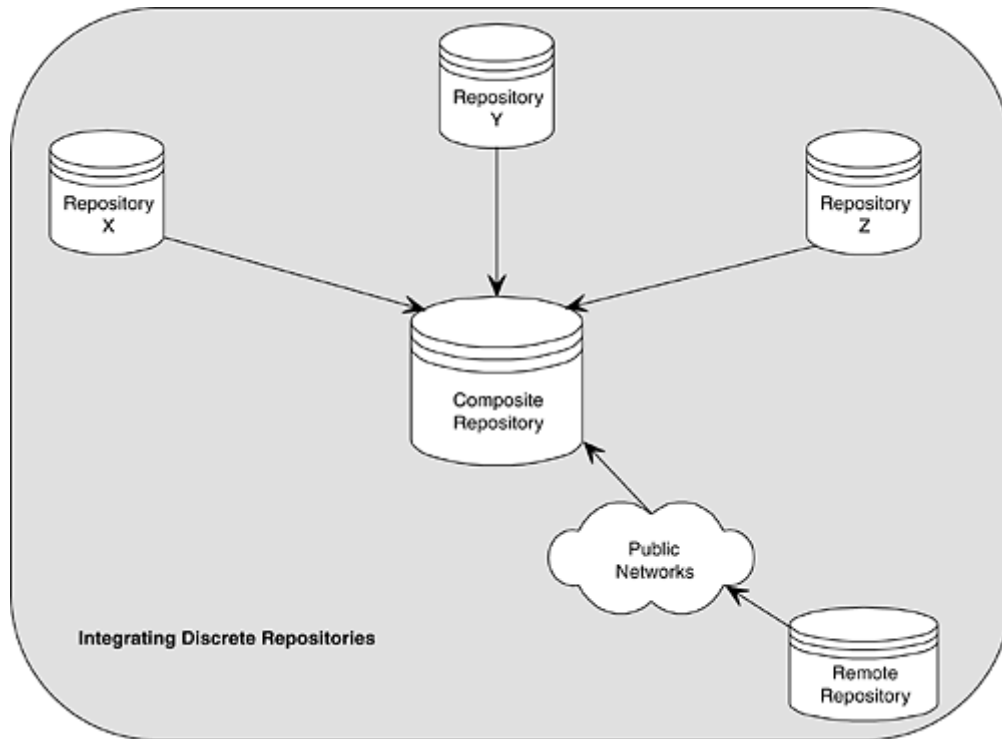 Repository
Y
Repository
X
Repository
Z
Composite
Repository
Public
Networks
Integrating Discrete Repositories
Remote
Repository